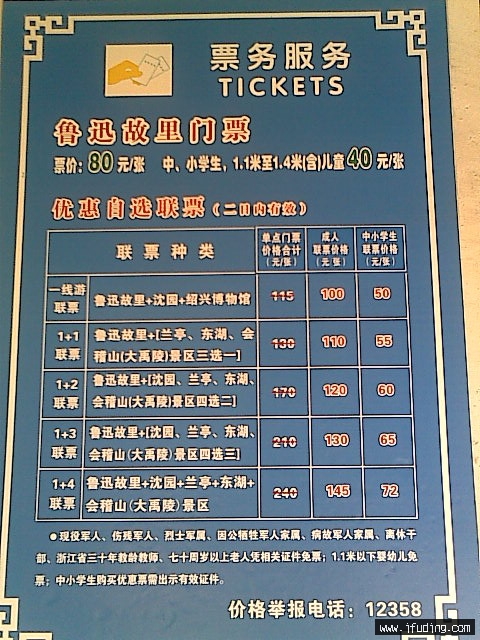 票务服务
TICKETS
鲁迅故里门票
票价：80元/张 中、小学生，1.1米至1.4米(含)儿童40元/张
优惠自选联票（二日内有效）
联票种类
单点门票
价格合计
（元/张）
成人
联票价格
（元/张）
中小学生
联票价格
（元/张）
一线游
联票
鲁迅故里+沈园+绍兴博物馆
115
100
50
1+1
联票
鲁迅故里+[兰亭、东湖、会
稽山(大禹陵)景区三选一]
130
110
55
1+2
联票
鲁迅故里+[沈园、兰亭、东湖、
会稽山(大禹陵)景区四选二]
170
120
60
1+3
联票
鲁迅故里+[沈园、兰亭、东湖、
会稽山(大禹陵)景区四选三]
210
130
65
1+4
联票
鲁迅故里+沈园+兰亭+东湖+
会稽山(大禹陵)景区
240
145
72
●现役军人、伤残军人、烈士军属、因公牺牲军人家属、病故军人家属、离休干
部、浙江省三十年教龄教师、七十周岁以上老人凭相关证件免票；1.1米以下婴幼儿免
票；中小学生购买优惠票需出示有效证件。
价格举报电话：12358
www.jfuding.com